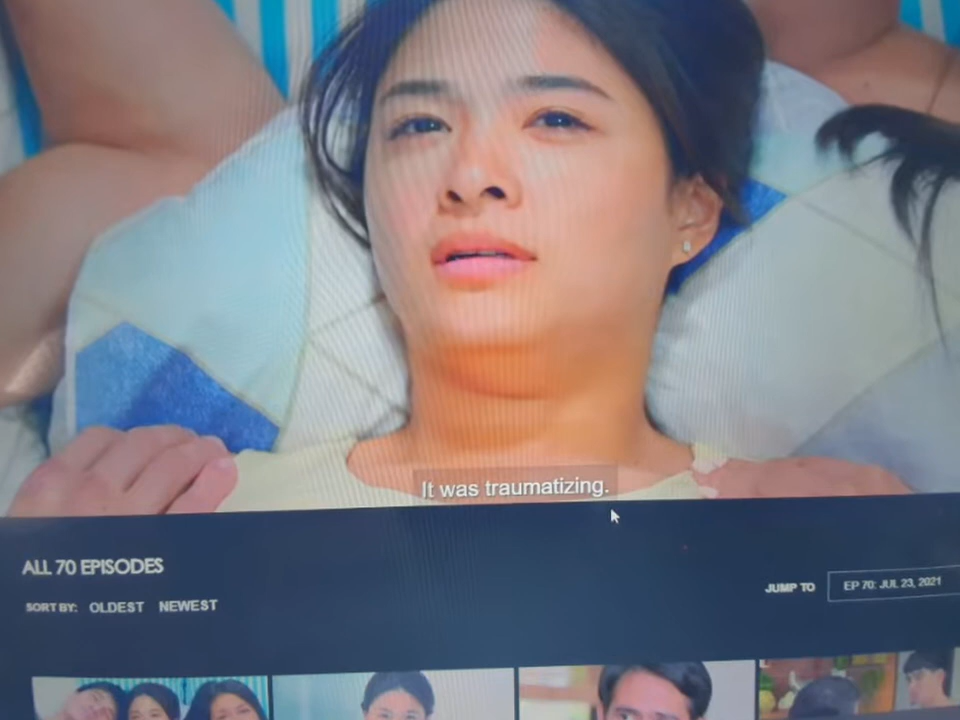 It was traumatizing.
ALL 70 EPISODES
SORT BY: OLDEST NEWEST
JUMP TO EP 70: JUL 23, 2021